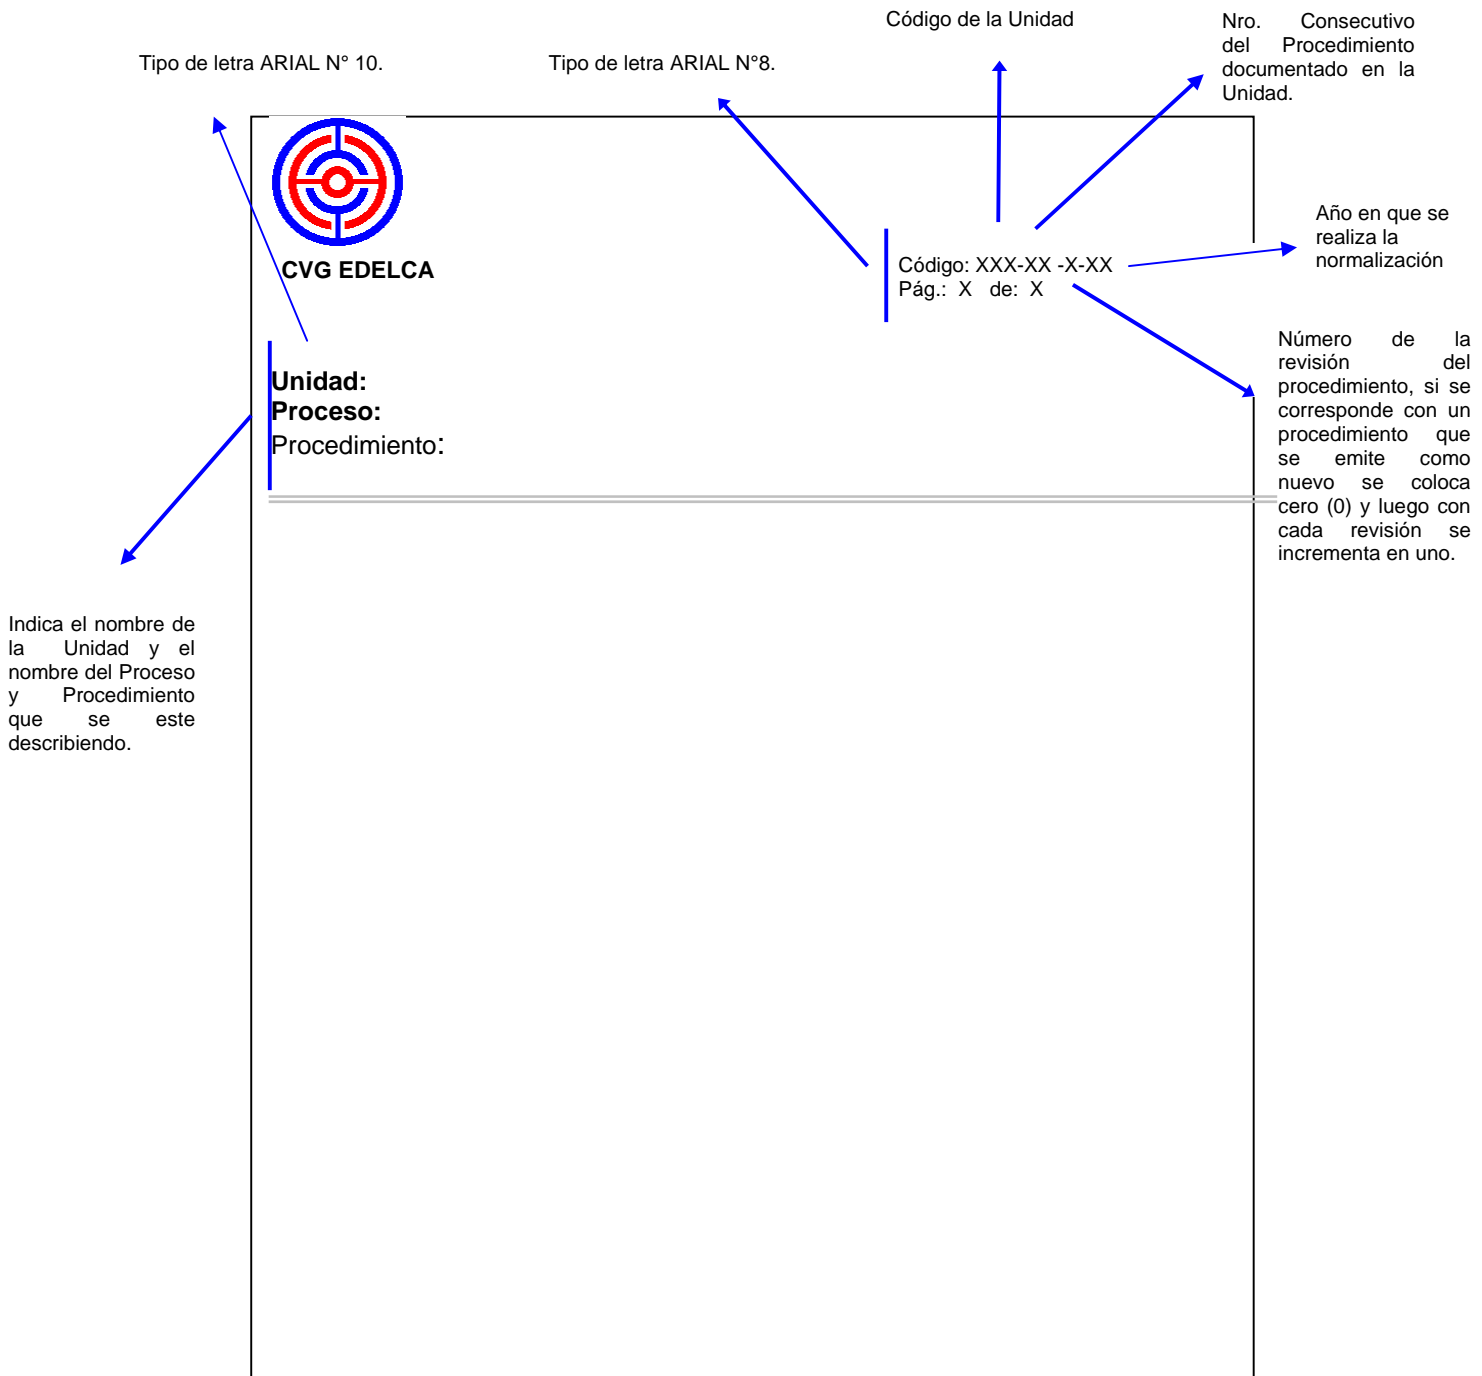 Código de la Unidad
Nro. Consecutivo
del Procedimiento
documentado en la
Unidad.
Tipo de letra ARIAL N° 10.
Tipo de letra ARIAL N°8.
CVG EDELCA
Código: XXX-XX -X-XX
Pág.: X de: X
Año en que se
realiza la
normalización
Unidad:
Proceso:
Procedimiento:
Número de la
revisión del
procedimiento, si se
corresponde con un
procedimiento que
se emite como
nuevo se coloca
cero (0) y luego con
cada revisión se
incrementa en uno.
Indica el nombre de
la Unidad y el
nombre del Proceso
y Procedimiento
que se este
describiendo.